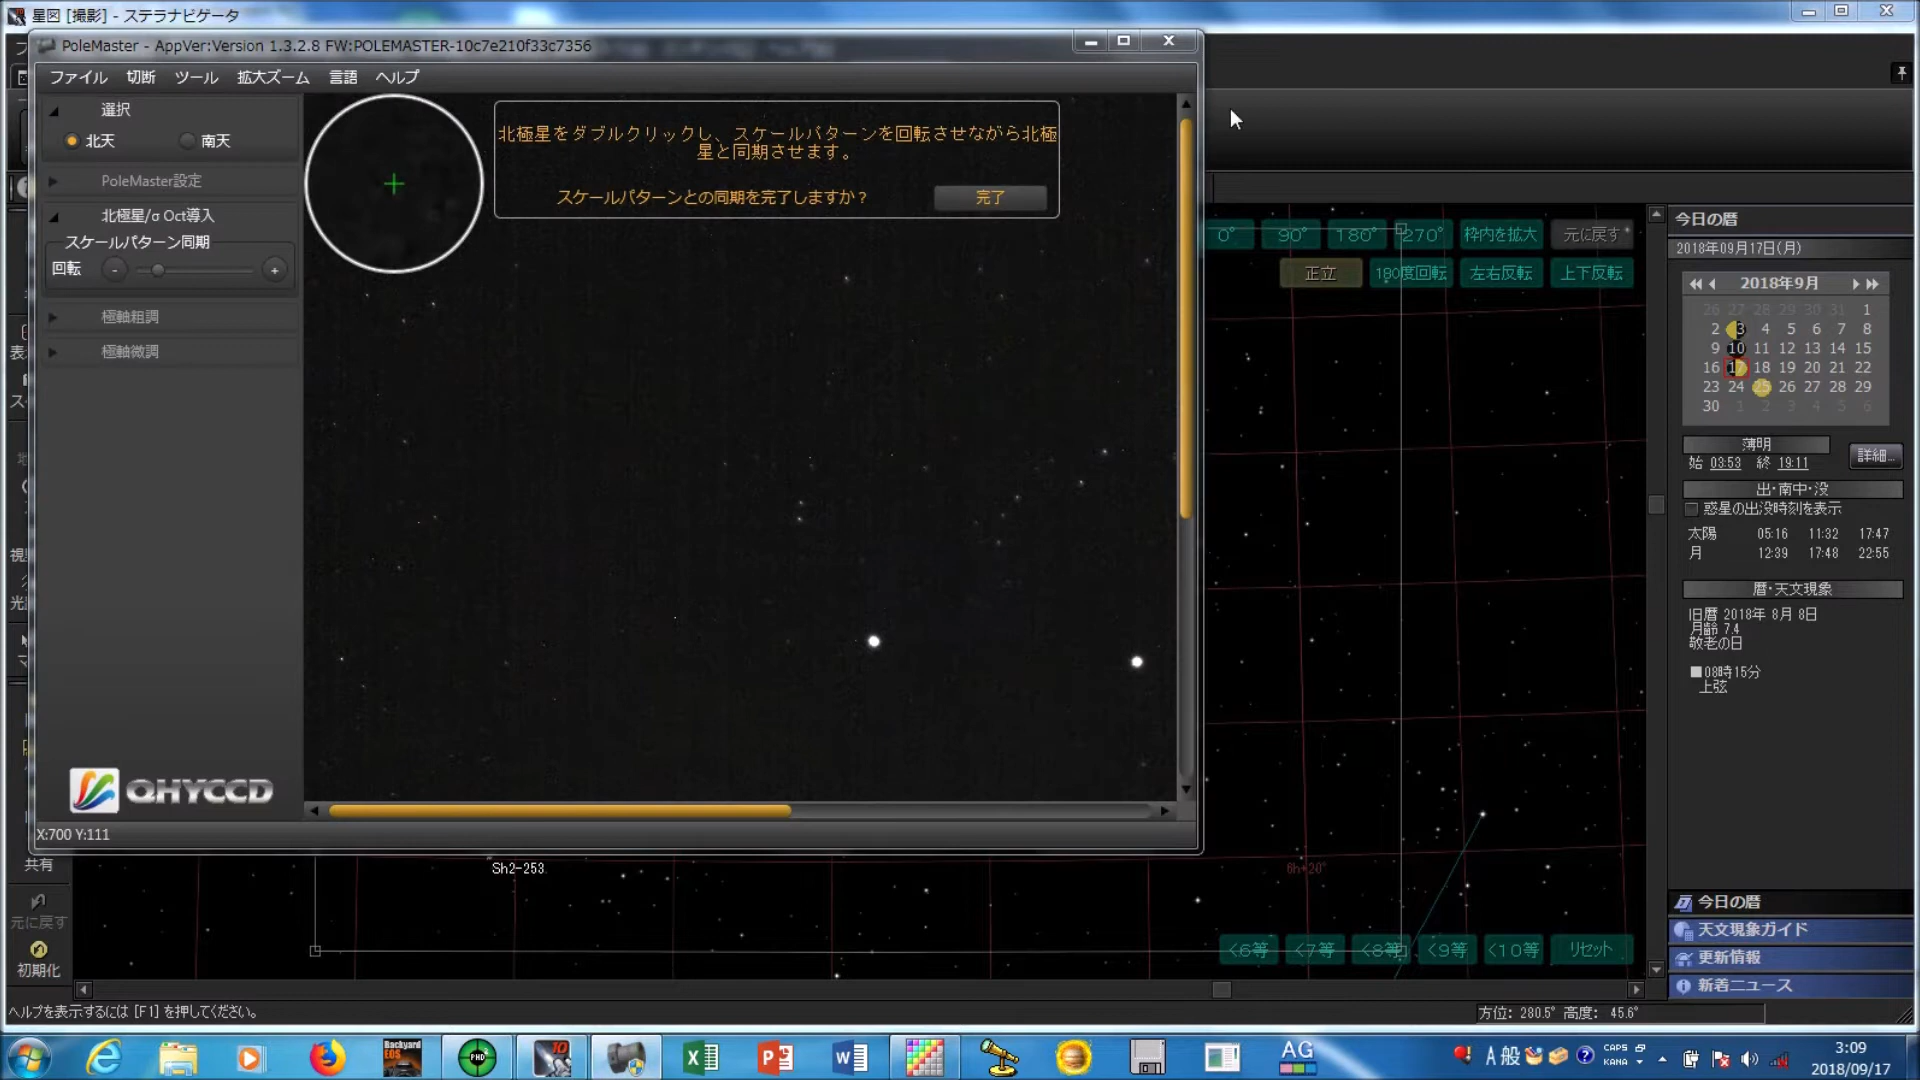 星図 [撮影] - ステラナビゲータ
PoleMaster - AppVer:Version 1.3.2.8 FW:POLEMASTER-10c7e210f33c7356
ファイル 切断 ツール 拡大ズーム 言語 ヘルプ
選択
北天 南天
PoleMaster設定
北極星/σ Oct導入
スケールパターン同期
回転 - +
極軸粗調
極軸微調
QHYCCD
X:700 Y:111
北極星をダブルクリックし、スケールパターンを回転させながら北極
星と同期させます。
スケールパターンとの同期を完了しますか？ 完了
0° 90° 180° 270° 枠内を拡大 元に戻す
正立 180度回転 左右反転 上下反転
Sh2-253
6h+20°
<6等 <7等 <8等 <9等 <10等 リセット
共有
元に戻す
初期化
今日の暦
2018年09月17日(月)
2018年9月
26 27 28 29 30 31 1
2 3 4 5 6 7 8
9 10 11 12 13 14 15
16 17 18 19 20 21 22
23 24 25 26 27 28 29
30 1 2 3 4 5 6
薄明
始 03:53 終 19:11 詳細...
出・南中・没
惑星の出没時刻を表示
太陽 05:16 11:32 17:47
月 12:39 17:48 22:55
暦・天文現象
旧暦 2018年 8月 8日
月齢 7.4
敬老の日
■08時15分
上弦
今日の暦
天文現象ガイド
更新情報
新着ニュース
ヘルプを表示するには [F1] を押してください。
方位: 280.5° 高度: 45.6°
Backyard
EOS
PHD
10
AG
A 般
CAPS
KANA
3:09
2018/09/17